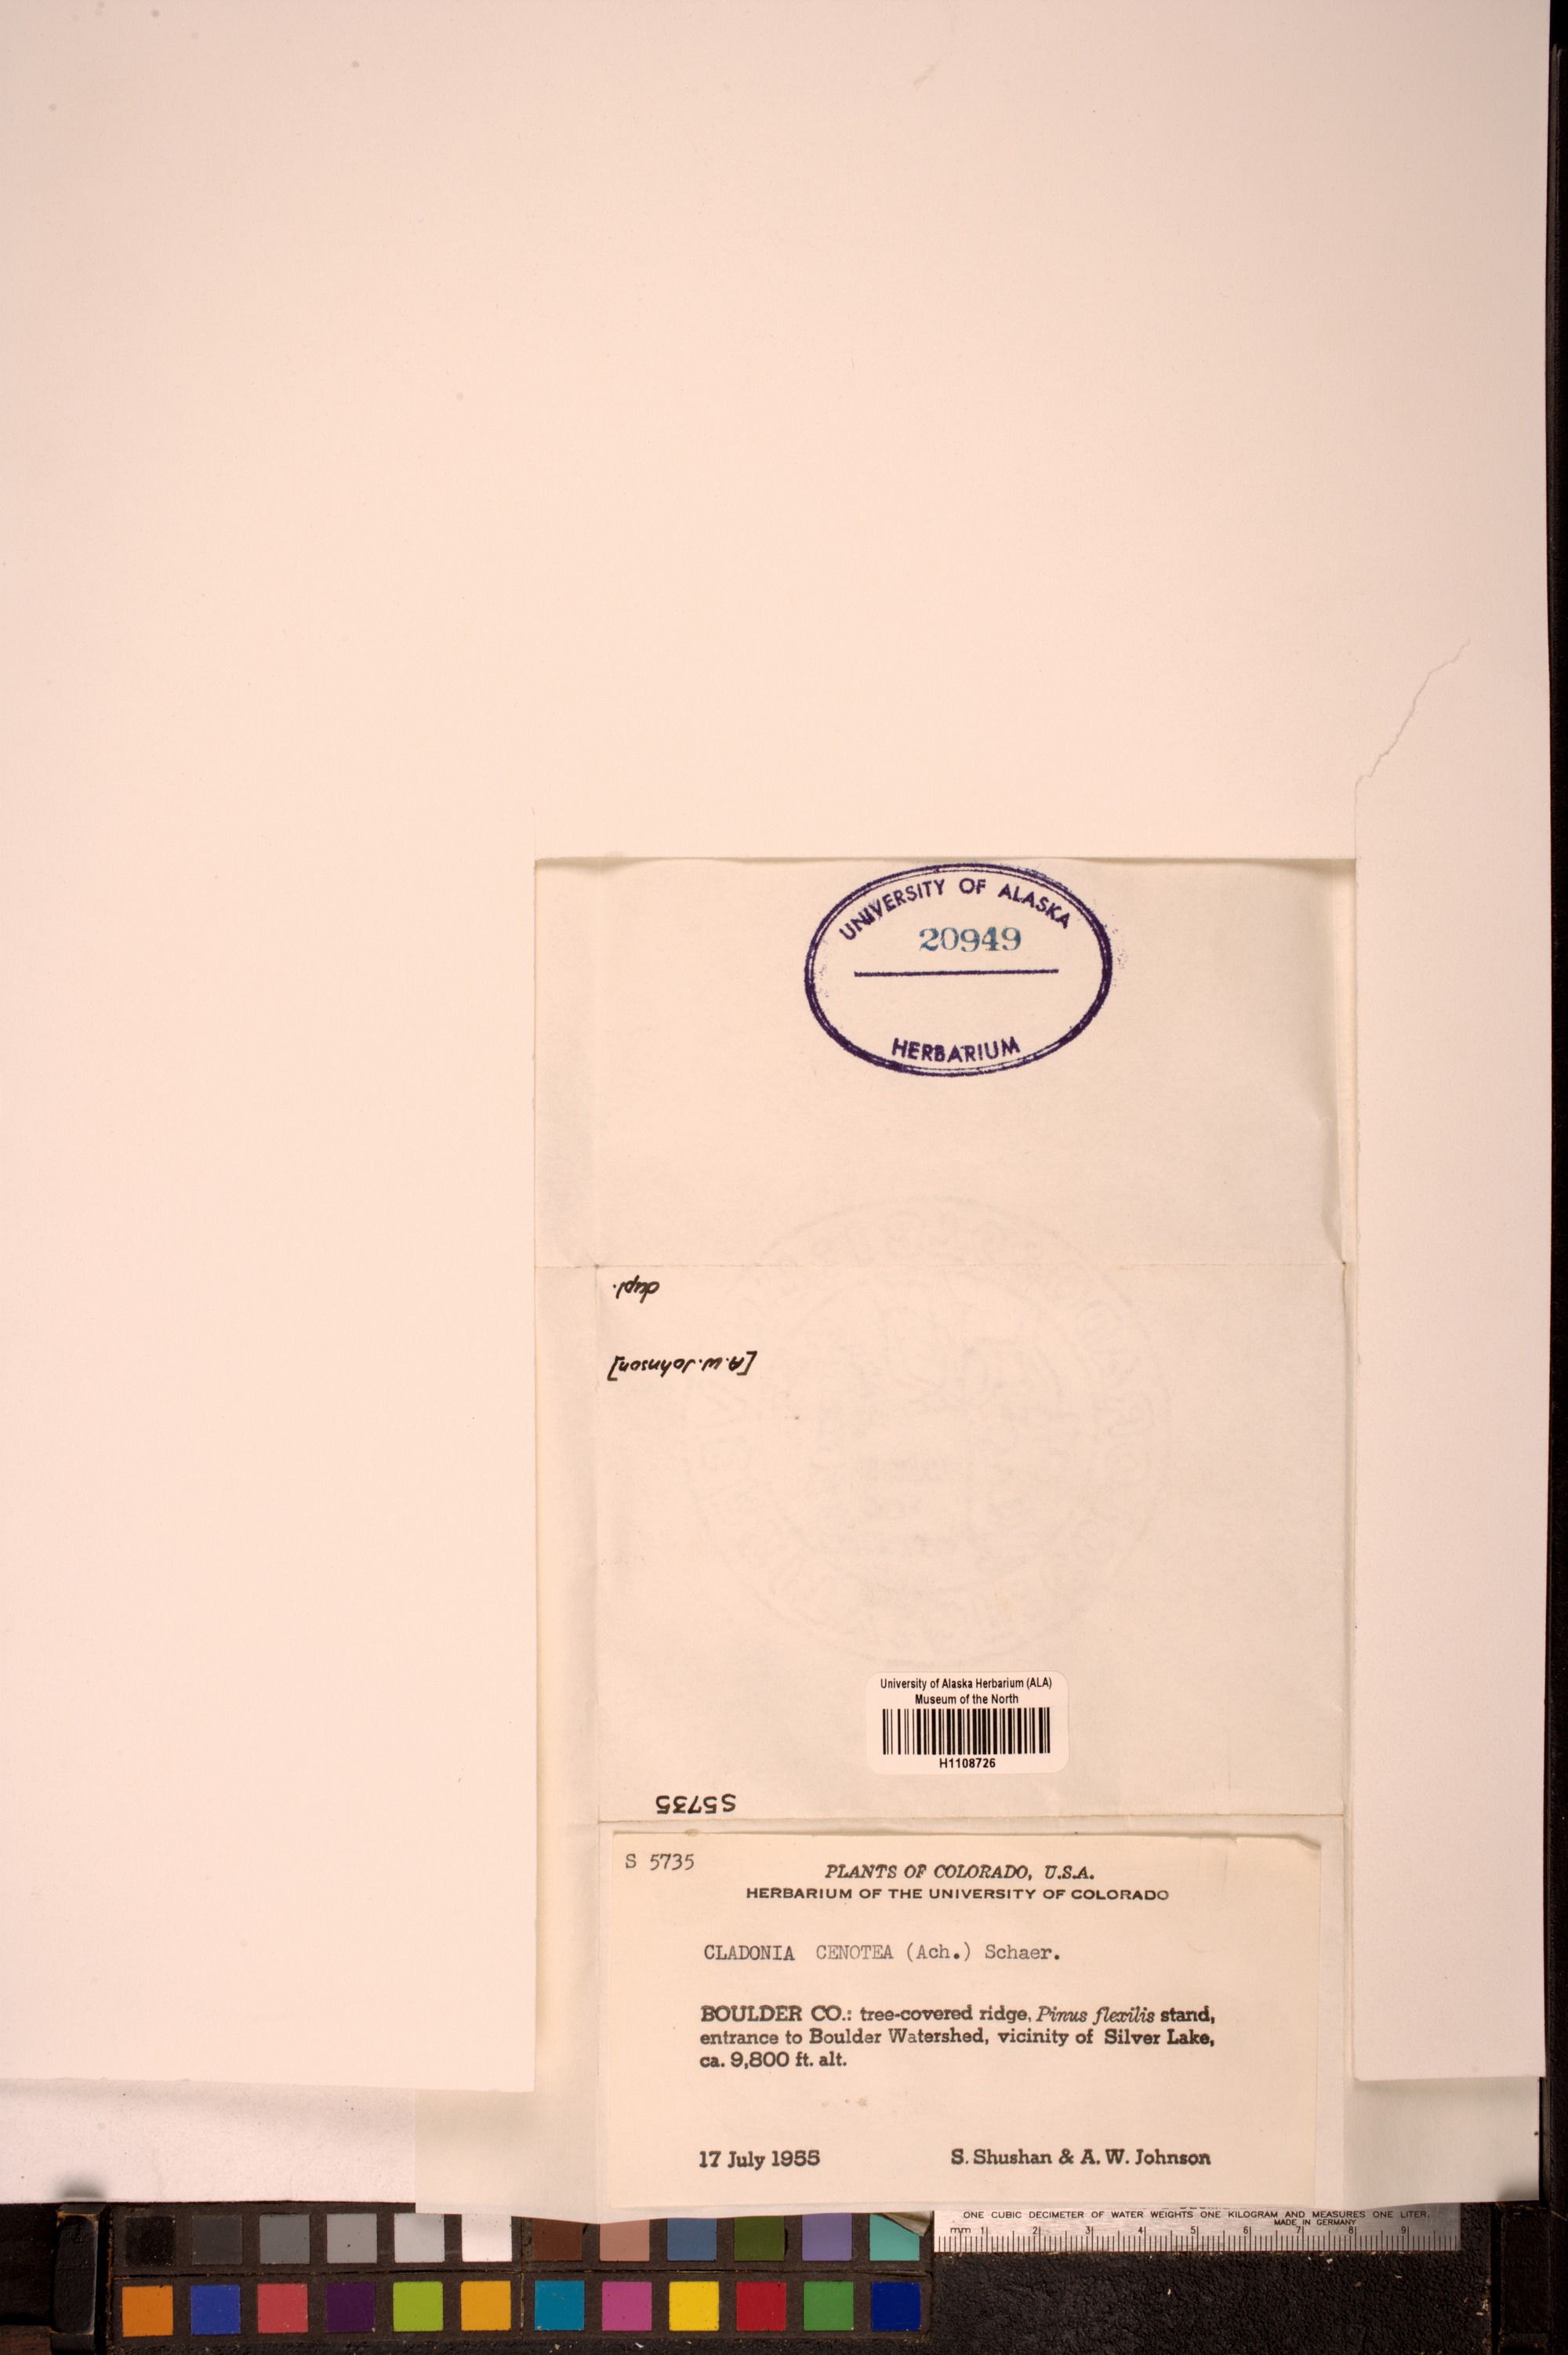 UNIVERSITY OF ALASKA
20949
HERBARIUM
dupl.
[A.W. Johnson]
University of Alaska Herbarium (ALA)
Museum of the North
H1108726
S5735
S 5735
PLANTS OF COLORADO, U.S.A.
HERBARIUM OF THE UNIVERSITY OF COLORADO
CLADONIA CENOTEA (Ach.) Schaer.
BOULDER CO.: tree-covered ridge, Pinus flexilis stand,
entrance to Boulder Watershed, vicinity of Silver Lake,
ca. 9,800 ft. alt.
17 July 1955 S. Shushan & A. W. Johnson
ONE CUBIC DECIMETER OF WATER WEIGHTS ONE KILOGRAM AND MEASURES ONE LITER.
MADE IN GERMANY
mm 1 2 3 4 5 6 7 8 9